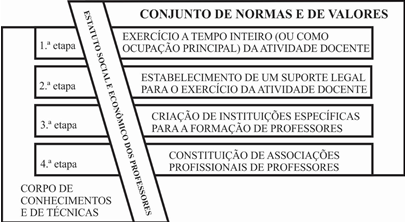 CONJUNTO DE NORMAS E DE VALORES
1.ª etapa
EXERCÍCIO A TEMPO INTEIRO (OU COMO
OCUPAÇÃO PRINCIPAL) DA ATIVIDADE DOCENTE
2.ª etapa
ESTABELECIMENTO DE UM SUPORTE LEGAL
PARA O EXERCÍCIO DA ATIVIDADE DOCENTE
3.ª etapa
CRIAÇÃO DE INSTITUIÇÕES ESPECÍFICAS
PARA A FORMAÇÃO DE PROFESSORES
4.ª etapa
CONSTITUIÇÃO DE ASSOCIAÇÕES
PROFISSIONAIS DE PROFESSORES
ESTATUTO SOCIAL E ECONÔMICO DOS PROFESSORES
CORPO DE
CONHECIMENTOS
E DE TÉCNICAS